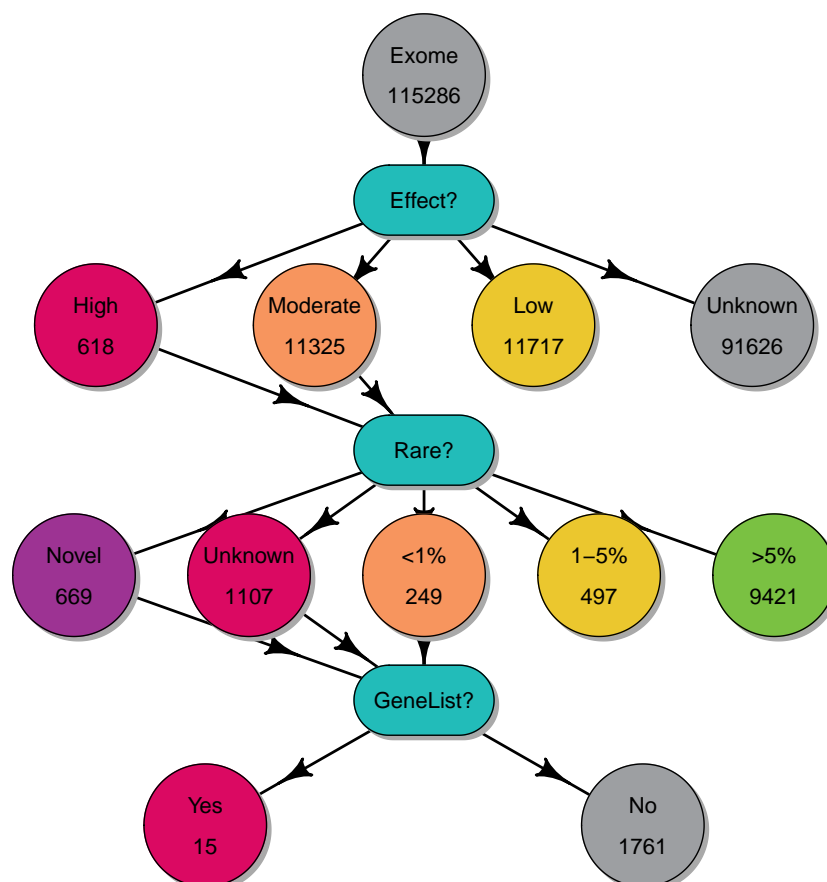 Exome
115286
Effect?
High
618
Moderate
11325
Low
11717
Unknown
91626
Rare?
Novel
669
Unknown
1107
<1%
249
1−5%
497
>5%
9421
GeneList?
Yes
15
No
1761